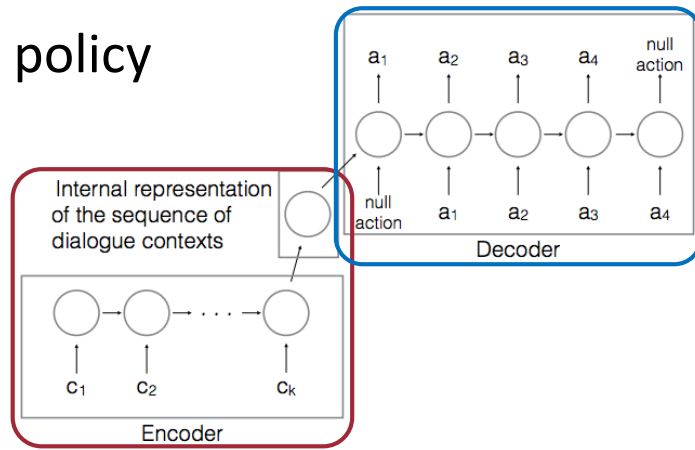 policy
a1 a2 a3 a4 null action
null action a1 a2 a3 a4
Decoder
Internal representation
of the sequence of
dialogue contexts
. . .
c1 c2 ck
Encoder